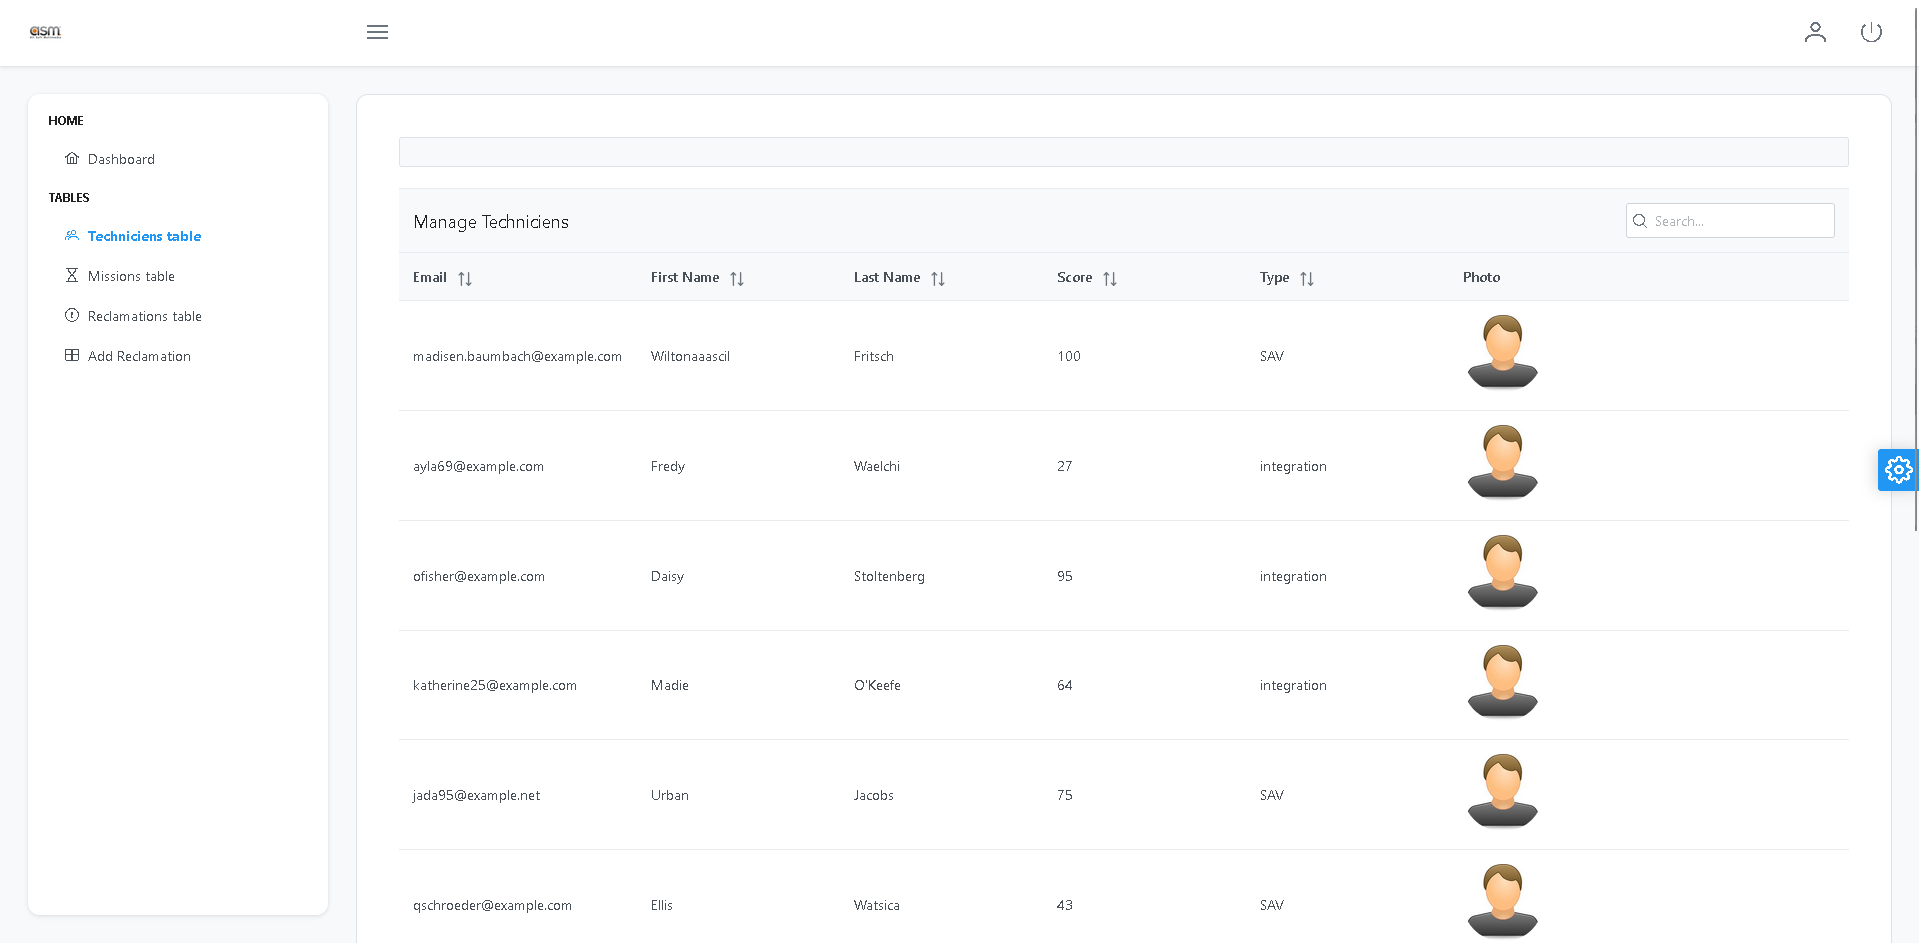 asm
HOME
Dashboard
TABLES
Techniciens table
Missions table
Reclamations table
Add Reclamation
Manage Techniciens
Search...
Email First Name Last Name Score Type Photo
madisen.baumbach@example.com Wiltonaaascil Fritsch 100 SAV
ayla69@example.com Fredy Waelchi 27 integration
ofisher@example.com Daisy Stoltenberg 95 integration
katherine25@example.com Madie O'Keefe 64 integration
jada95@example.net Urban Jacobs 75 SAV
qschroeder@example.com Ellis Watsica 43 SAV